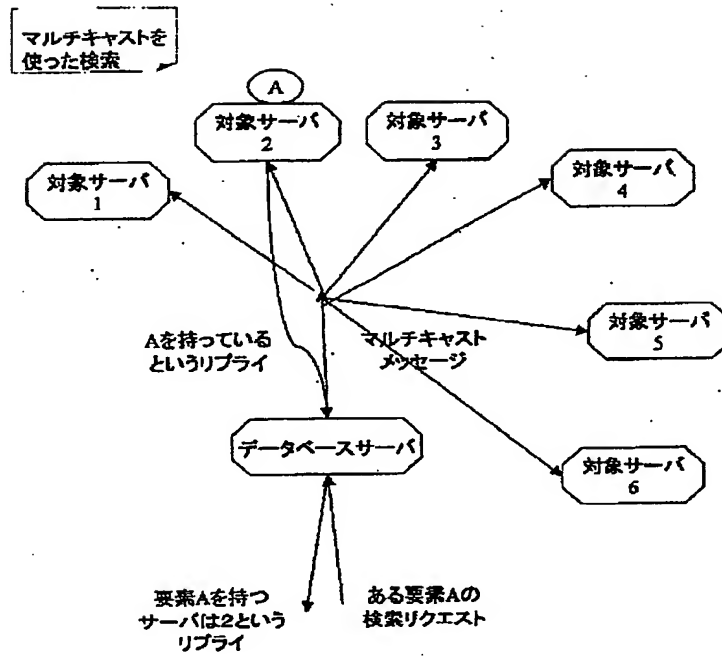 マルチキャストを
使った検索
A
対象サーバ
2
対象サーバ
3
対象サーバ
1
対象サーバ
4
対象サーバ
5
Aを持っている
というリプライ
マルチキャスト
メッセージ
データベースサーバ
対象サーバ
6
要素Aを持つ
サーバは2という
リプライ
ある要素Aの
検索リクエスト